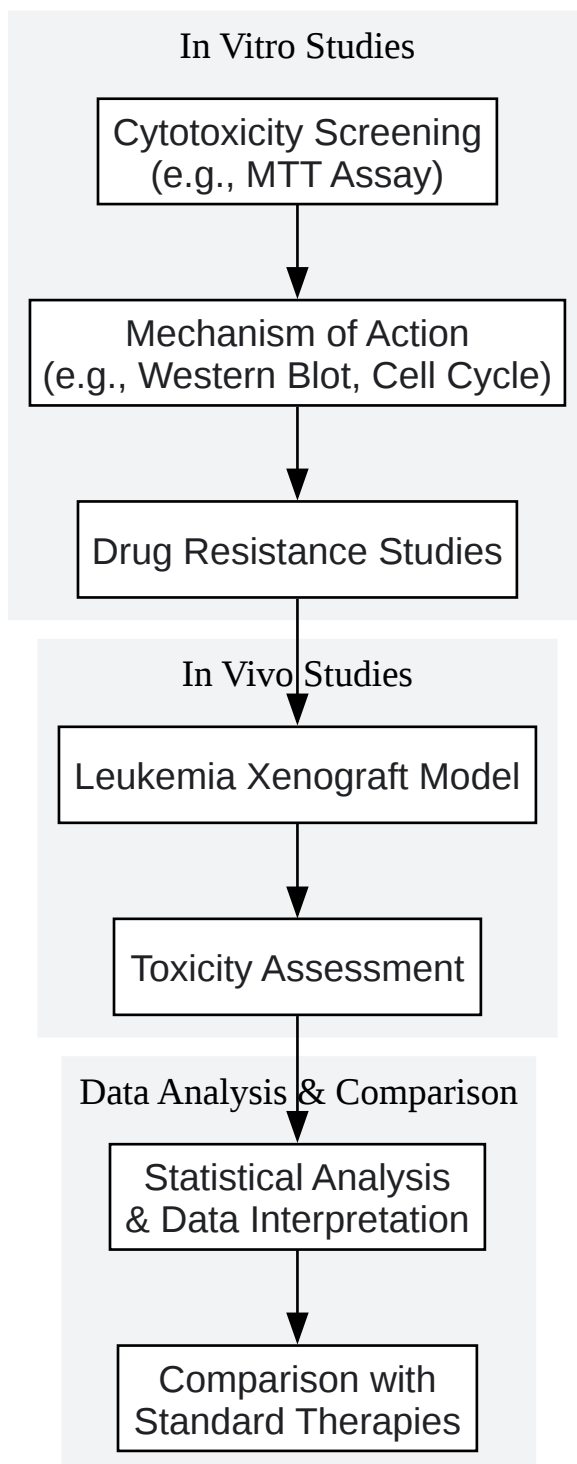 In Vitro Studies
Cytotoxicity Screening
(e.g., MTT Assay)
Mechanism of Action
(e.g., Western Blot, Cell Cycle)
Drug Resistance Studies
In Vivo Studies
Leukemia Xenograft Model
Toxicity Assessment
Data Analysis & Comparison
Statistical Analysis
& Data Interpretation
Comparison with
Standard Therapies